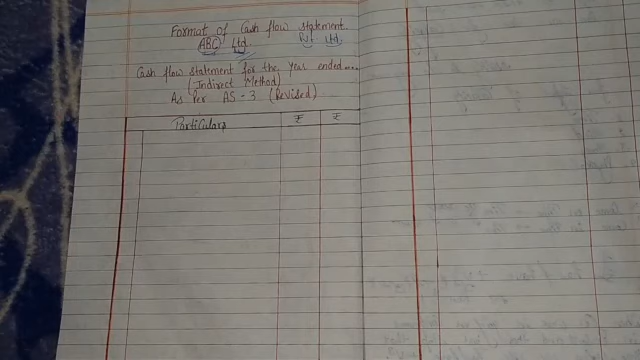 Format of Cash flow statement
ABC Ltd. Pvt. Ltd.
Cash flow statement for the Year ended....
(Indirect Method)
As Per AS-3 (Revised)
Particulars ₹ ₹